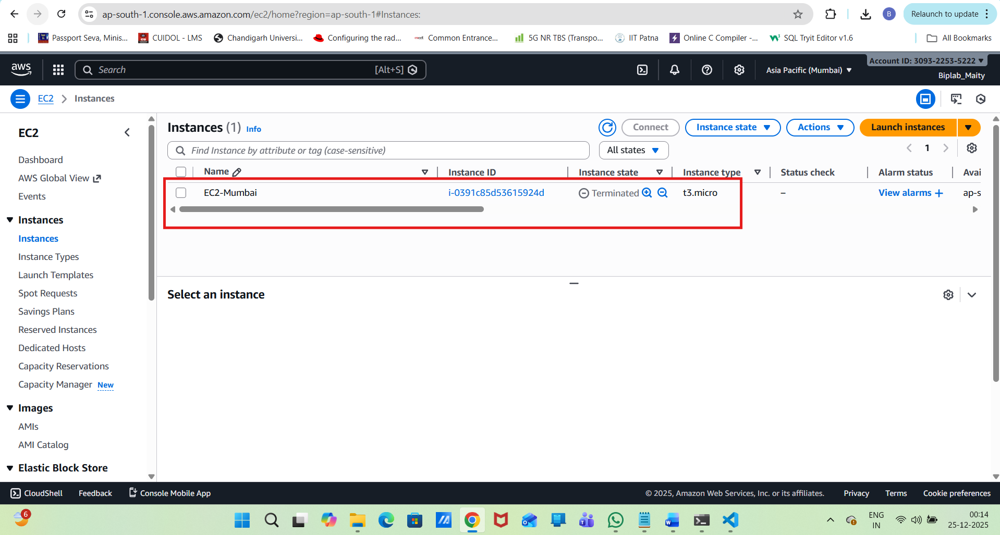 ap-south-1.console.aws.amazon.com/ec2/home?region=ap-south-1#Instances:
B
Relaunch to update
Passport Seva, Minis...
CUIDOL - LMS
Chandigarh Universi...
Configuring the rad...
Common Entrance...
5G NR TBS (Transpo...
IIT Patna
Online C Compiler -...
SQL Tryit Editor v1.6
All Bookmarks
aws
Search
[Alt+S]
Asia Pacific (Mumbai)
Account ID: 3093-2253-5222
Biplab_Maity
EC2
Instances
EC2
Dashboard
AWS Global View
Events
Instances
Instances
Instance Types
Launch Templates
Spot Requests
Savings Plans
Reserved Instances
Dedicated Hosts
Capacity Reservations
Capacity Manager New
Images
AMIs
AMI Catalog
Elastic Block Store
Instances (1) Info
Connect
Instance state
Actions
Launch instances
Find Instance by attribute or tag (case-sensitive)
All states
1
Name
Instance ID
Instance state
Instance type
Status check
Alarm status
Avai
EC2-Mumbai
i-0391c85d53615924d
Terminated
t3.micro
–
View alarms +
ap-s
Select an instance
CloudShell
Feedback
Console Mobile App
© 2025, Amazon Web Services, Inc. or its affiliates.
Privacy
Terms
Cookie preferences
6
ENG
IN
00:14
25-12-2025